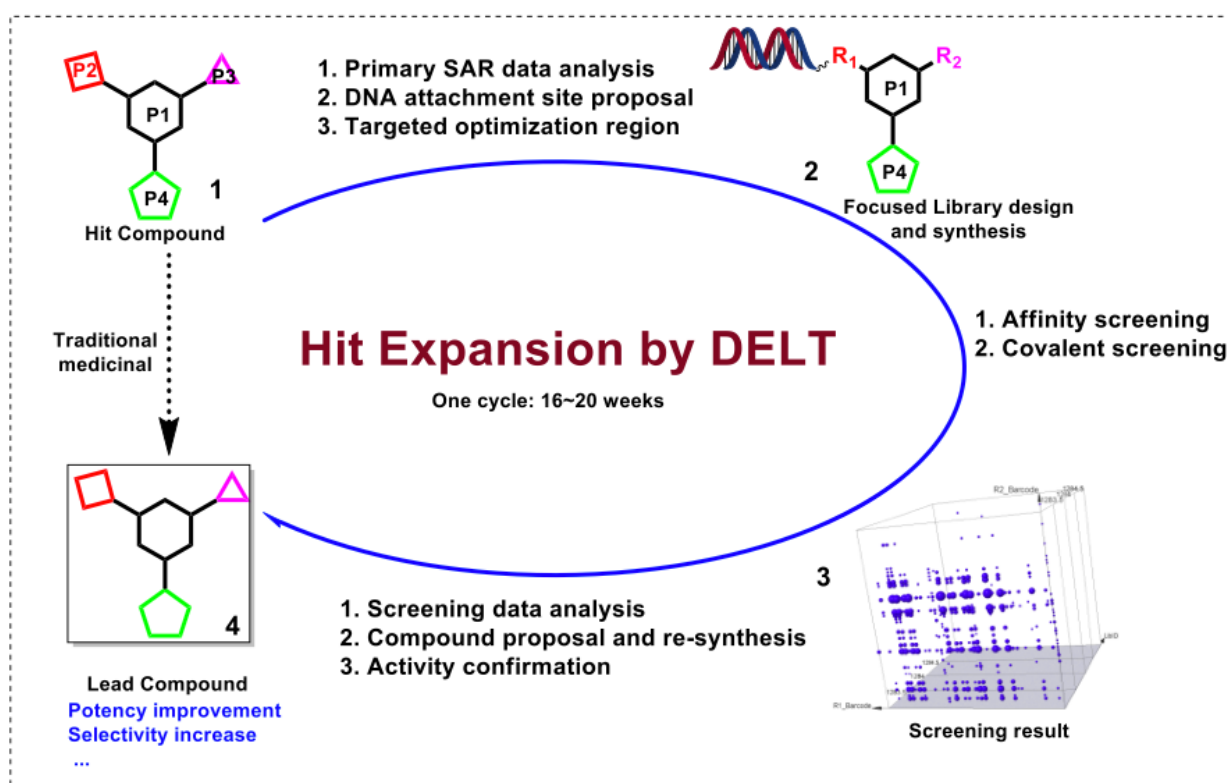 P2
P3
P1
P4
1
Hit Compound
1. Primary SAR data analysis
2. DNA attachment site proposal
3. Targeted optimization region
R1
R2
P1
P4
2
Focused Library design
and synthesis
Traditional
medicinal
Hit Expansion by DELT
One cycle: 16~20 weeks
1. Affinity screening
2. Covalent screening
4
Lead Compound
Potency improvement
Selectivity increase
...
1. Screening data analysis
2. Compound proposal and re-synthesis
3. Activity confirmation
3
R2_Barcode
R1_Barcode
Screening result